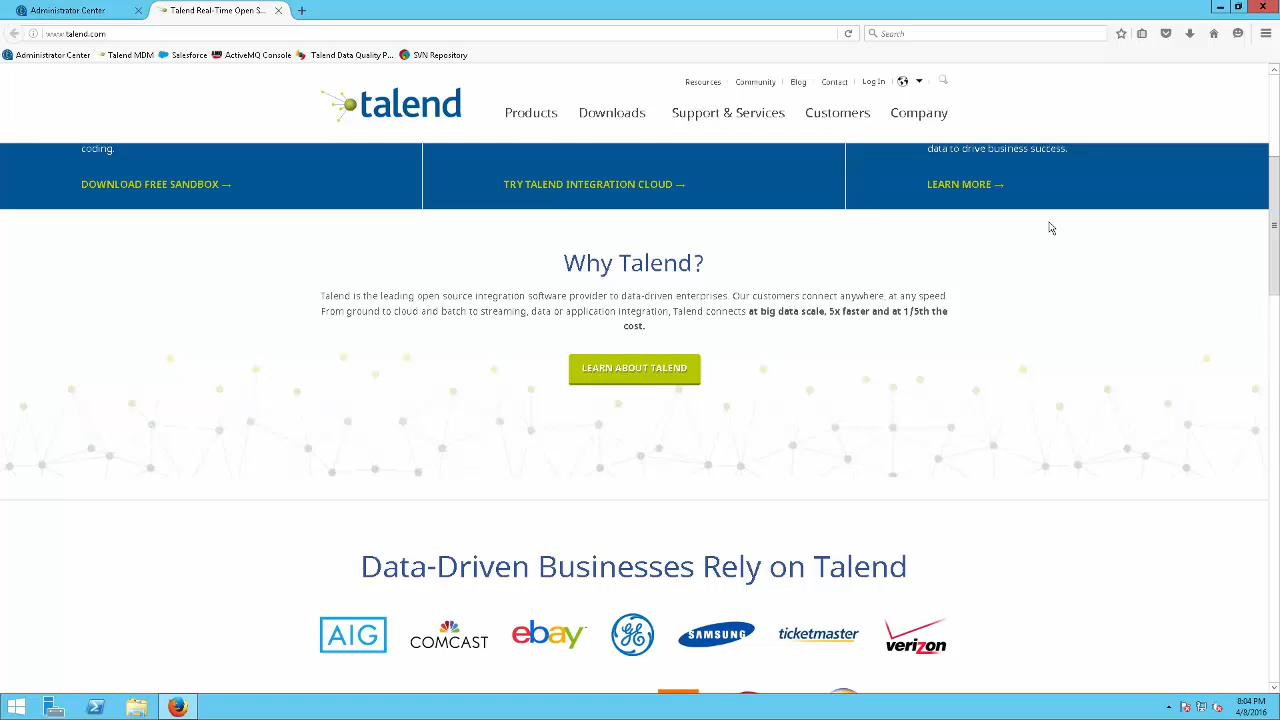 Administrator Center
Talend Real-Time Open S...
www.talend.com
Search
Administrator Center
Talend MDM
Salesforce
ActiveMQ Console
Talend Data Quality P...
SVN Repository
Resources
Community
Blog
Contact
Log In
talend
Products
Downloads
Support & Services
Customers
Company
coding.
data to drive business success.
DOWNLOAD FREE SANDBOX →
TRY TALEND INTEGRATION CLOUD →
LEARN MORE →
Why Talend?
Talend is the leading open source integration software provider to data-driven enterprises. Our customers connect anywhere, at any speed.
From ground to cloud and batch to streaming, data or application integration, Talend connects at big data scale, 5x faster and at 1/5th the
cost.
LEARN ABOUT TALEND
Data-Driven Businesses Rely on Talend
AIG
COMCAST
ebay
GE
SAMSUNG
ticketmaster
verizon
8:04 PM
4/8/2016